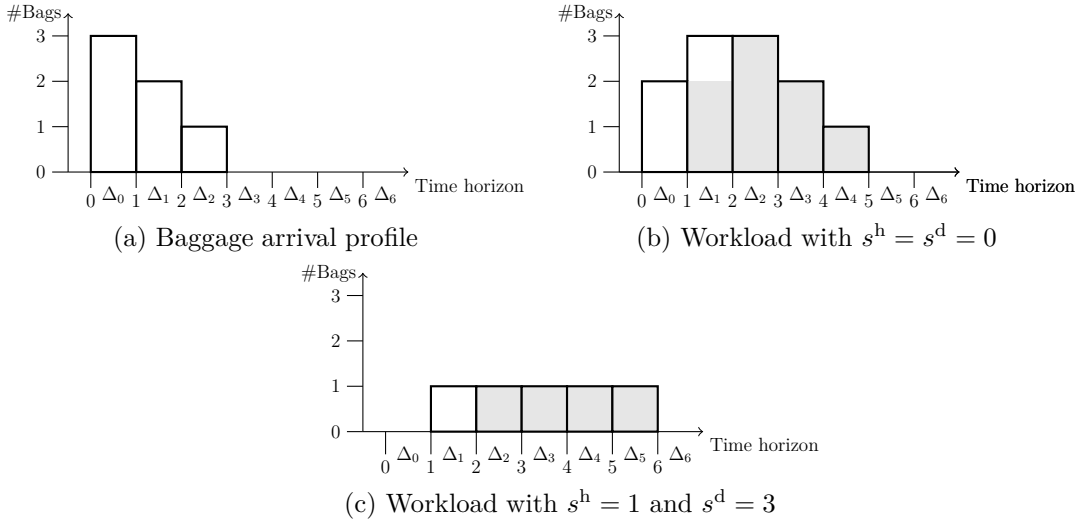 #Bags
3
2
1
0
0 Δ0 1 Δ1 2 Δ2 3 Δ3 4 Δ4 5 Δ5 6 Δ6
Time horizon
(a) Baggage arrival profile
#Bags
3
2
1
0
0 Δ0 1 Δ1 2 Δ2 3 Δ3 4 Δ4 5 Δ5 6 Δ6
Time horizon
(b) Workload with s^h = s^d = 0
#Bags
3
2
1
0
0 Δ0 1 Δ1 2 Δ2 3 Δ3 4 Δ4 5 Δ5 6 Δ6
Time horizon
(c) Workload with s^h = 1 and s^d = 3